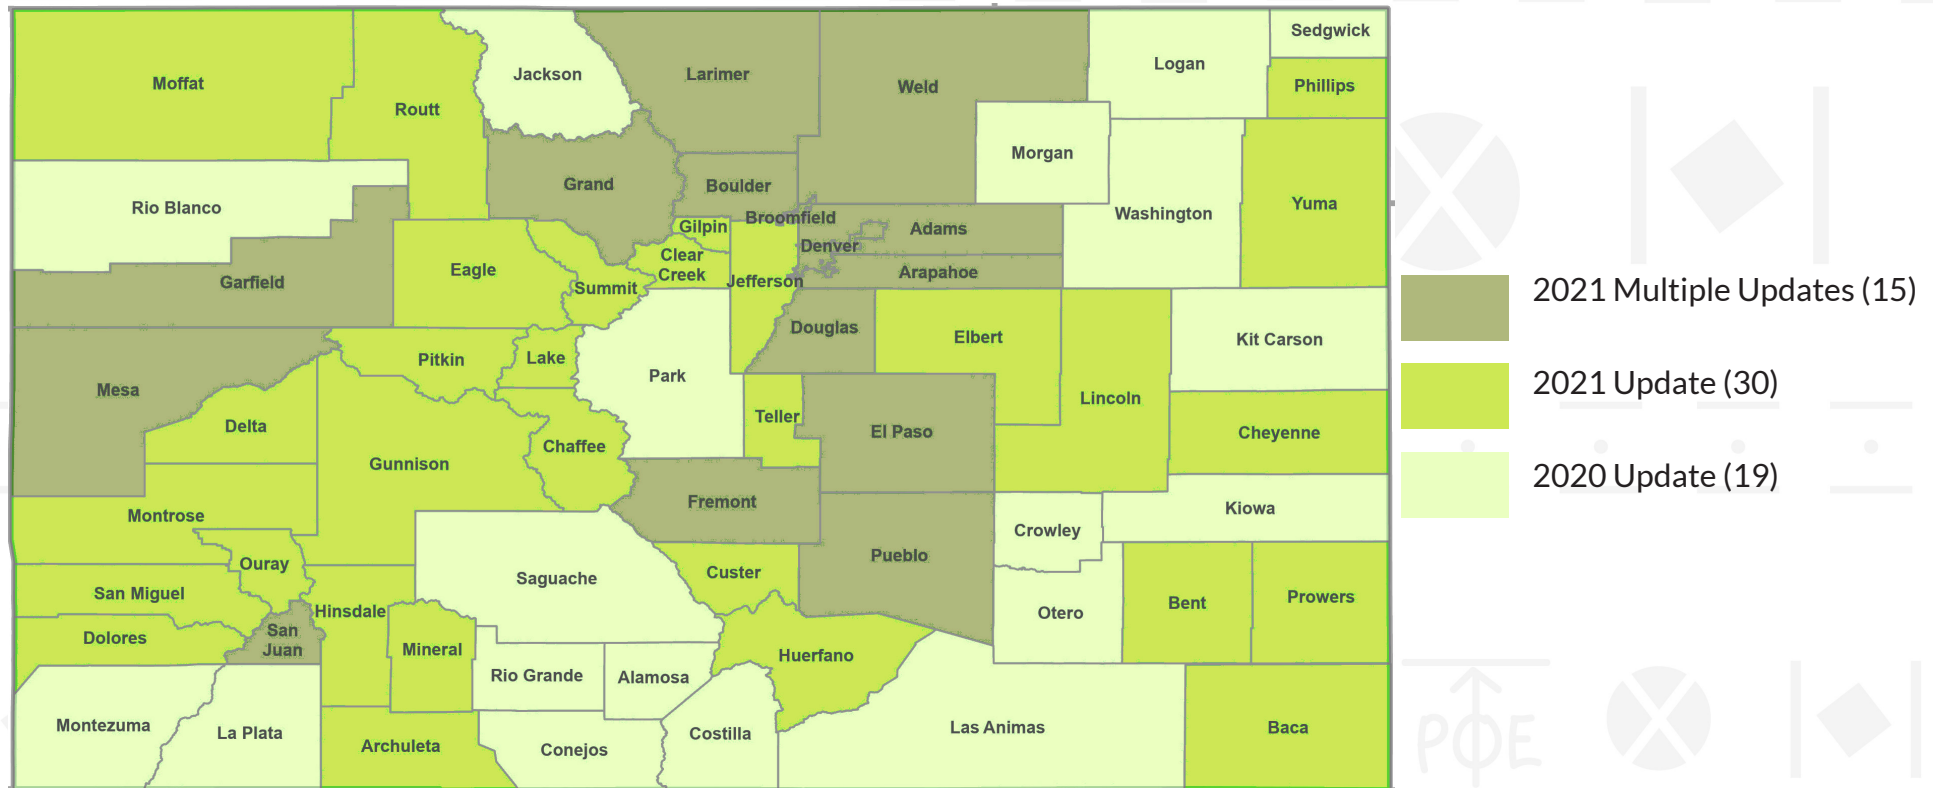 Sedgwick
Logan
Jackson
Larimer
Moffat
Weld
Phillips
Routt
Morgan
Grand
Boulder
Yuma
Rio Blanco
Washington
Broomfield
Gilpin
Adams
Denver
Clear
Creek
Eagle
Arapahoe
Garfield
Jefferson
Summit
2021 Multiple Updates (15)
Douglas
Elbert
Kit Carson
Pitkin
Lake
Park
Mesa
2021 Update (30)
Lincoln
Teller
Delta
El Paso
Cheyenne
Chaffee
Gunnison
2020 Update (19)
Fremont
Kiowa
Montrose
Crowley
Pueblo
Ouray
Custer
Saguache
San Miguel
Prowers
Bent
Hinsdale
Otero
San
Juan
Dolores
Mineral
Huerfano
Rio Grande
Alamosa
Montezuma
La Plata
Costilla
Las Animas
Baca
Archuleta
Conejos
POE